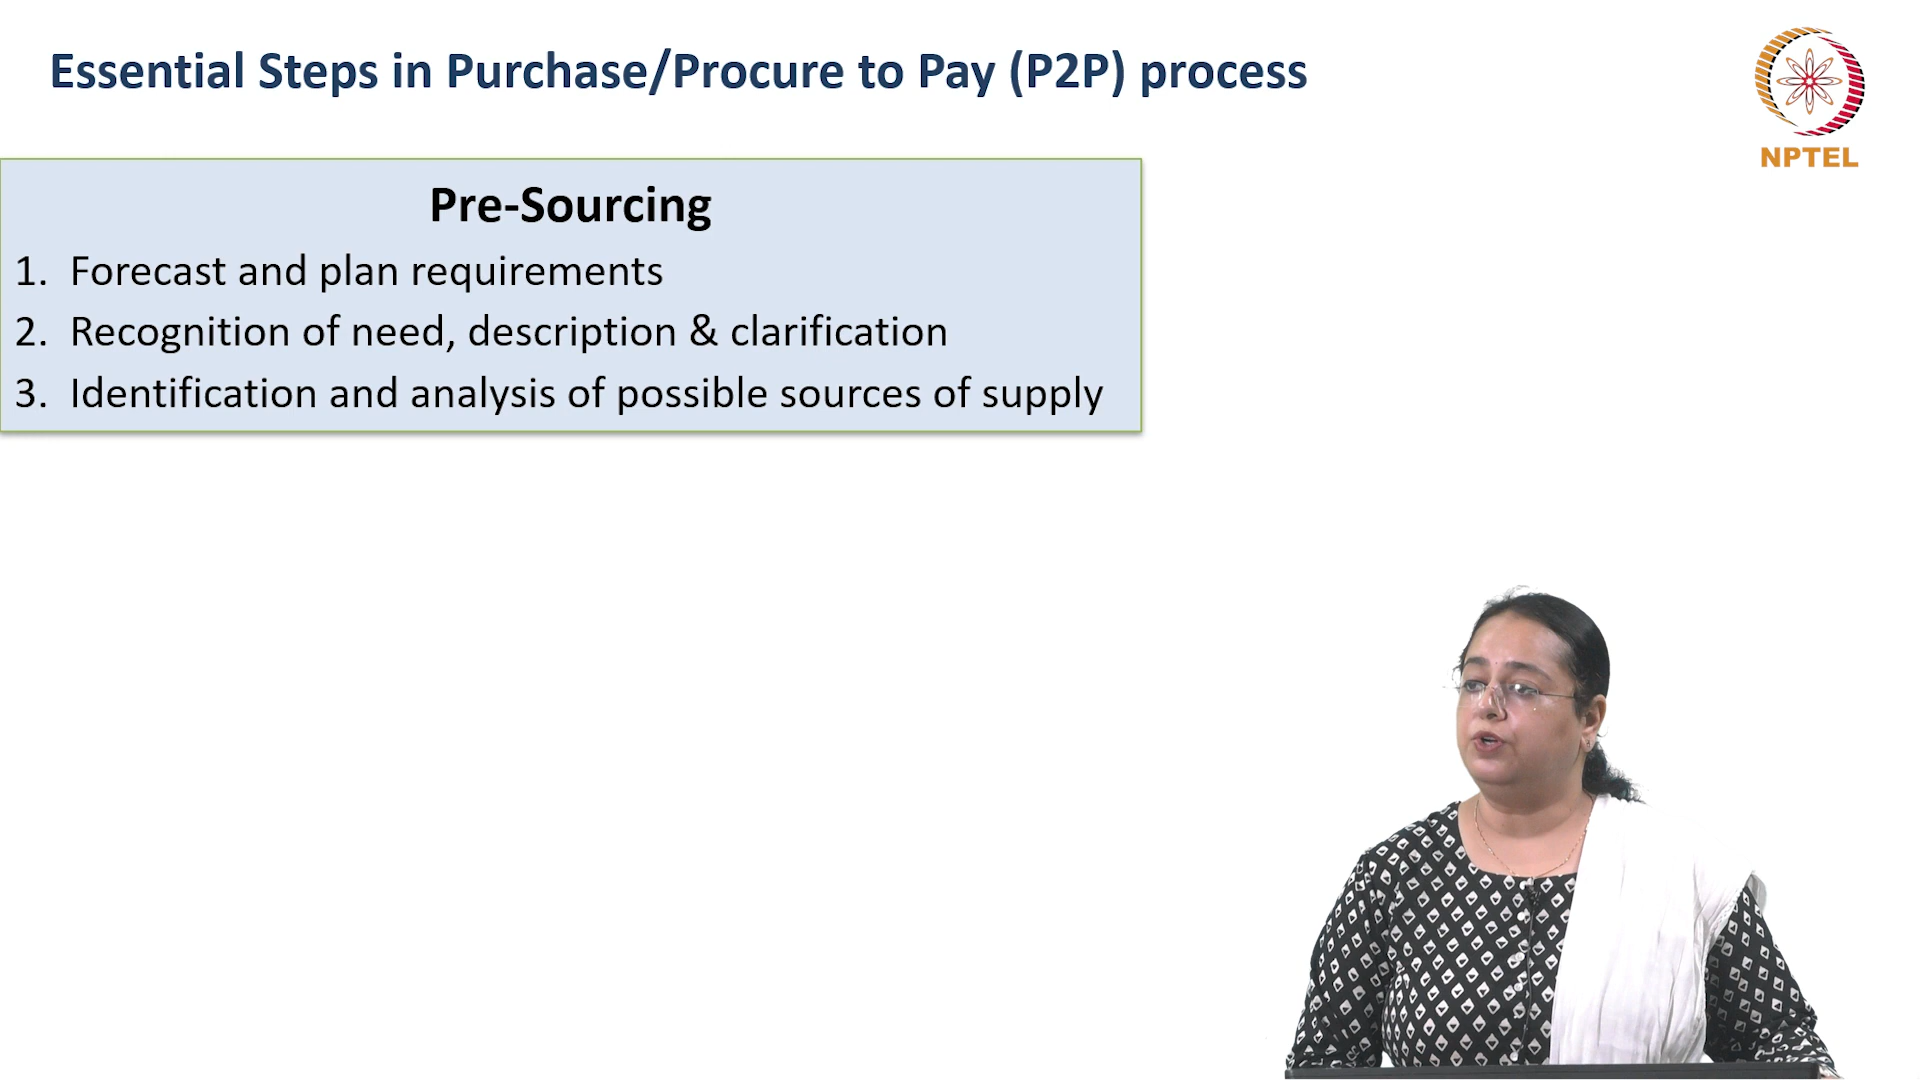 Essential Steps in Purchase/Procure to Pay (P2P) process
NPTEL
Pre-Sourcing
1. Forecast and plan requirements
2. Recognition of need, description & clarification
3. Identification and analysis of possible sources of supply